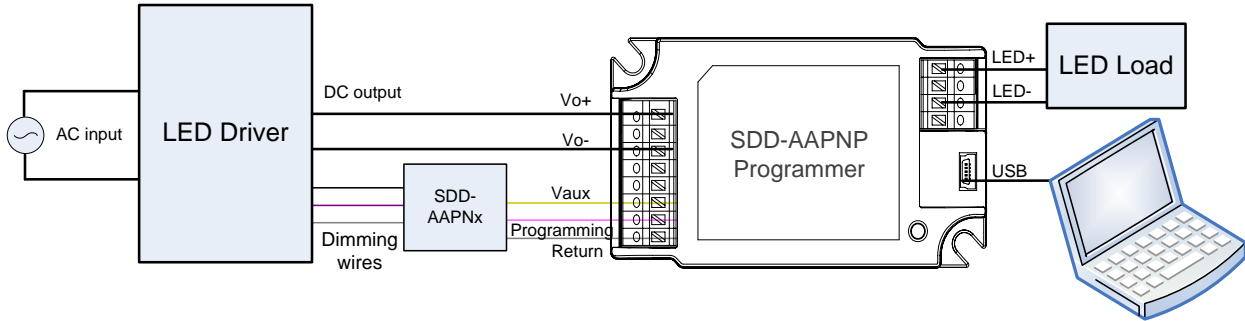 AC input
LED Driver
DC output
Vo+
Vo-
SDD-
AAPNx
Dimming
wires
Vaux
Programming
Return
SDD-AAPNP
Programmer
LED+
LED-
USB
LED Load